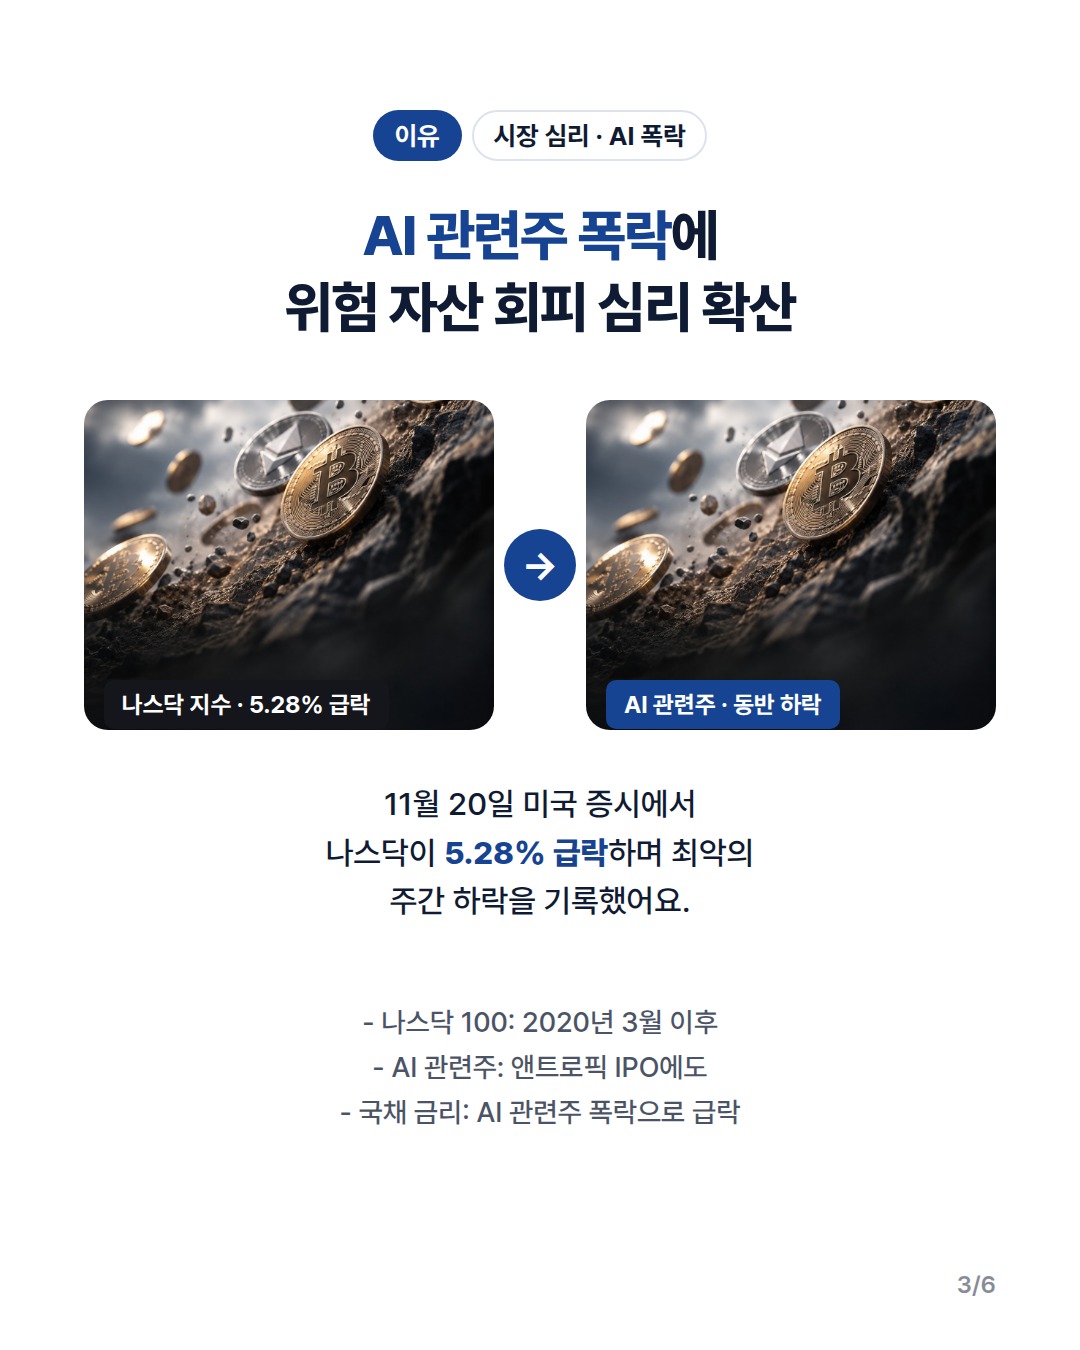 이유
시장 심리 · AI 폭락
AI 관련주 폭락에
위험 자산 회피 심리 확산
→
나스닥 지수 · 5.28% 급락
AI 관련주 · 동반 하락
11월 20일 미국 증시에서
나스닥이 5.28% 급락하며 최악의
주간 하락을 기록했어요.
- 나스닥 100: 2020년 3월 이후
- AI 관련주: 앤트로픽 IPO에도
- 국채 금리: AI 관련주 폭락으로 급락
3/6